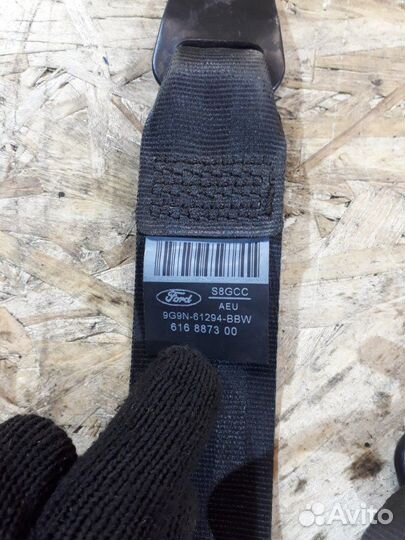 Ford
S8GCC
AEU
9G9N-61294-BBW
616 8873 00
Avito